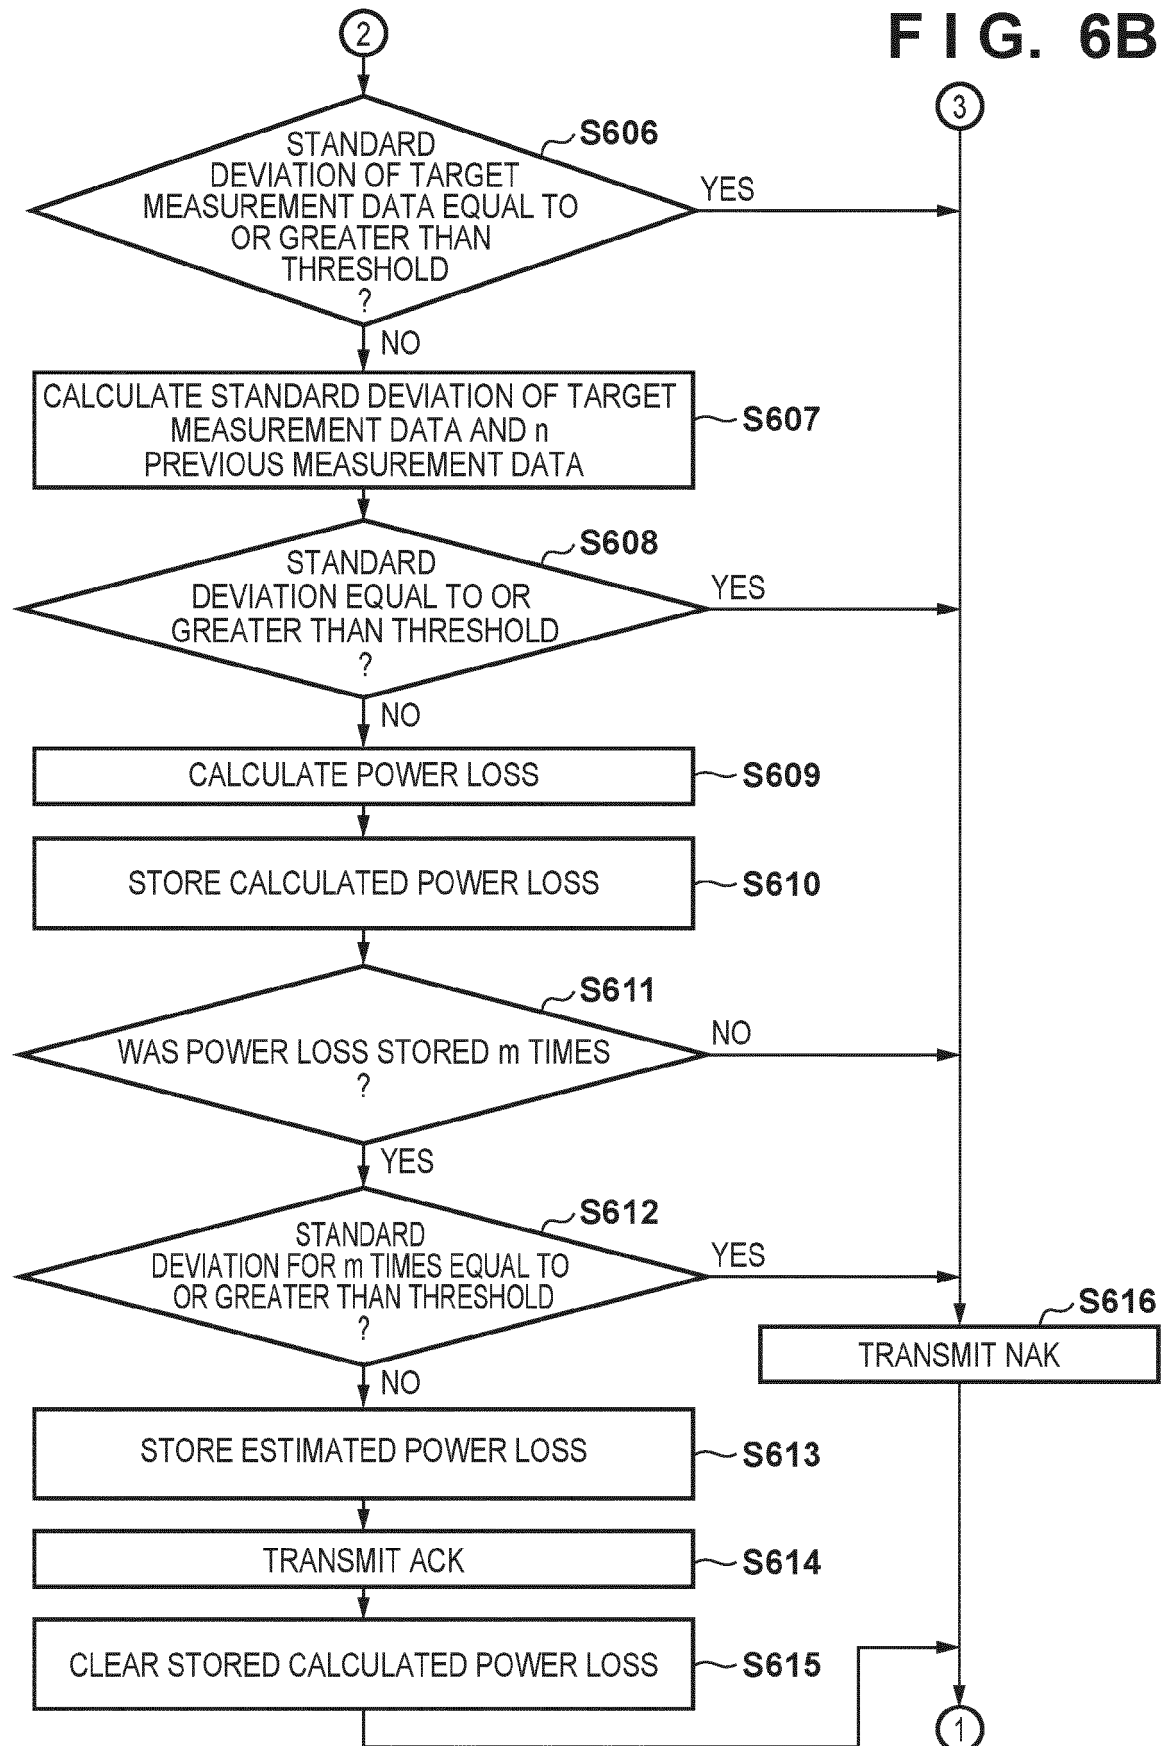 FIG. 6B
2
3
STANDARD
DEVIATION OF TARGET
MEASUREMENT DATA EQUAL TO
OR GREATER THAN
THRESHOLD
?
S606
YES
NO
CALCULATE STANDARD DEVIATION OF TARGET
MEASUREMENT DATA AND n
PREVIOUS MEASUREMENT DATA
S607
STANDARD
DEVIATION EQUAL TO OR
GREATER THAN THRESHOLD
?
S608
YES
NO
CALCULATE POWER LOSS
S609
STORE CALCULATED POWER LOSS
S610
WAS POWER LOSS STORED m TIMES
?
S611
NO
YES
STANDARD
DEVIATION FOR m TIMES EQUAL TO
OR GREATER THAN THRESHOLD
?
S612
YES
NO
S616
TRANSMIT NAK
STORE ESTIMATED POWER LOSS
S613
TRANSMIT ACK
S614
CLEAR STORED CALCULATED POWER LOSS
S615
1